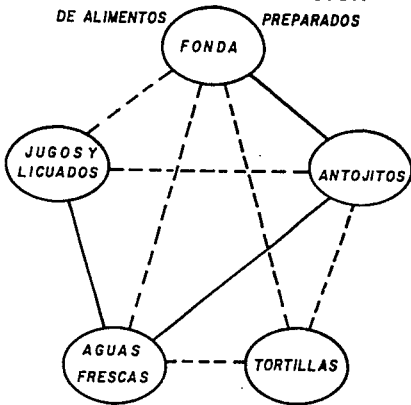 DE ALIMENTOS PREPARADOS
FONDA
JUGOS Y
LICUADOS
ANTOJITOS
AGUAS
FRESCAS
TORTILLAS